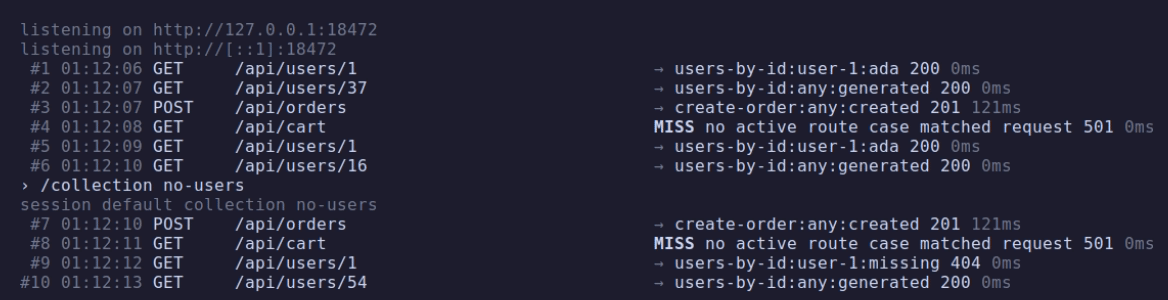 listening on http://127.0.0.1:18472
listening on http://[::1]:18472
#1 01:12:06 GET /api/users/1 → users-by-id:user-1:ada 200 0ms
#2 01:12:07 GET /api/users/37 → users-by-id:any:generated 200 0ms
#3 01:12:07 POST /api/orders → create-order:any:created 201 121ms
#4 01:12:08 GET /api/cart MISS no active route case matched request 501 0ms
#5 01:12:09 GET /api/users/1 → users-by-id:user-1:ada 200 0ms
#6 01:12:10 GET /api/users/16 → users-by-id:any:generated 200 0ms
› /collection no-users
session default collection no-users
#7 01:12:10 POST /api/orders → create-order:any:created 201 121ms
#8 01:12:11 GET /api/cart MISS no active route case matched request 501 0ms
#9 01:12:12 GET /api/users/1 → users-by-id:user-1:missing 404 0ms
#10 01:12:13 GET /api/users/54 → users-by-id:any:generated 200 0ms